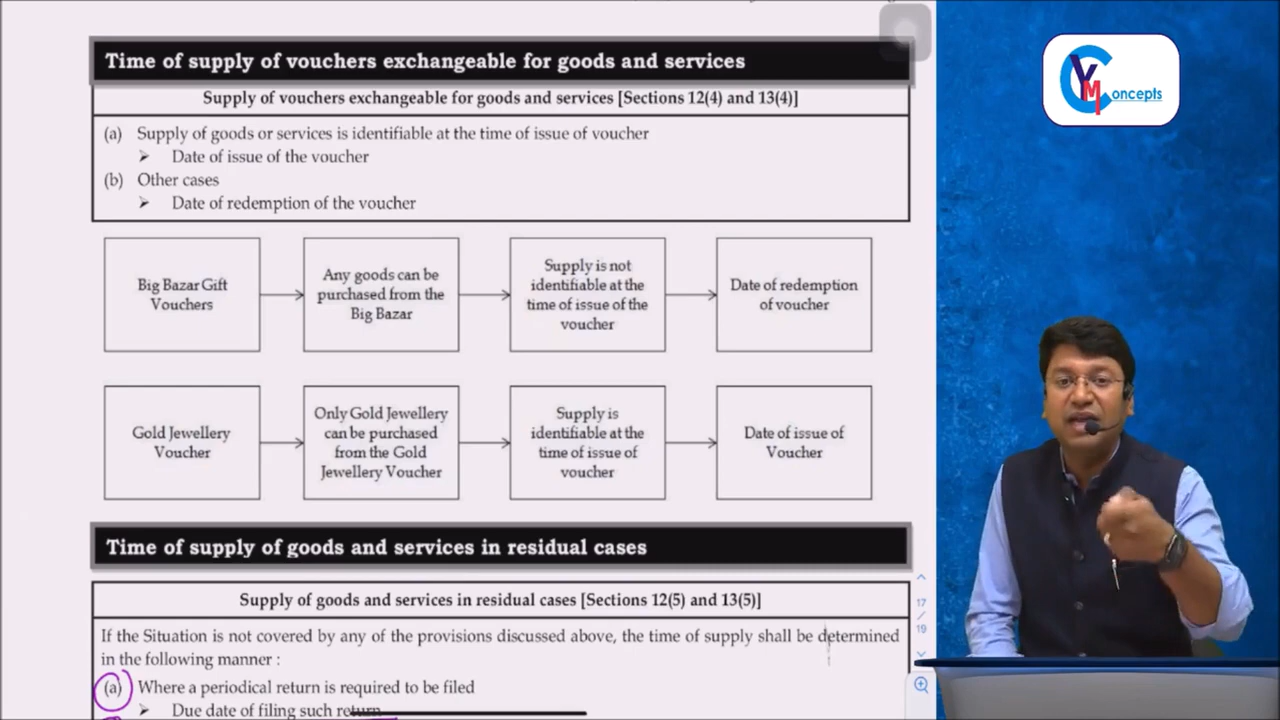 Time of supply of vouchers exchangeable for goods and services
Supply of vouchers exchangeable for goods and services [Sections 12(4) and 13(4)]
(a) Supply of goods or services is identifiable at the time of issue of voucher
➢ Date of issue of the voucher
(b) Other cases
➢ Date of redemption of the voucher
Big Bazar Gift
Vouchers
Any goods can be
purchased from the
Big Bazar
Supply is not
identifiable at the
time of issue of the
voucher
Date of redemption
of voucher
Gold Jewellery
Voucher
Only Gold Jewellery
can be purchased
from the Gold
Jewellery Voucher
Supply is
identifiable at the
time of issue of
voucher
Date of issue of
Voucher
Time of supply of goods and services in residual cases
Supply of goods and services in residual cases [Sections 12(5) and 13(5)]
If the Situation is not covered by any of the provisions discussed above, the time of supply shall be determined
in the following manner :
(a) Where a periodical return is required to be filed
➢ Due date of filing such return
17
/
19
CYM
oncepts